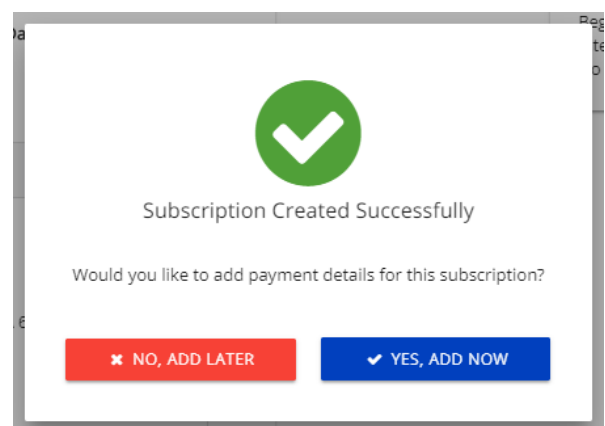 Subscription Created Successfully
Would you like to add payment details for this subscription?
NO, ADD LATER
YES, ADD NOW